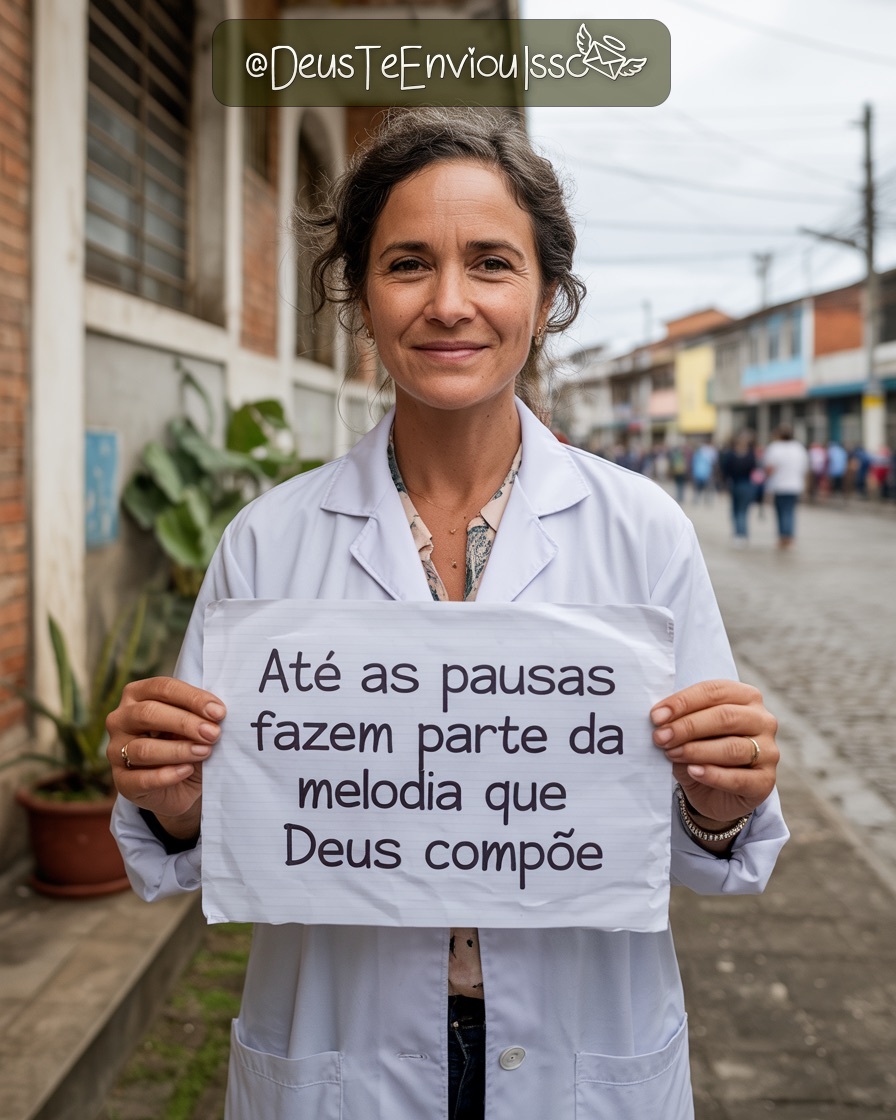 @DeusTeEnviouIsso
Até as pausas
fazem parte da
melodia que
Deus compõe